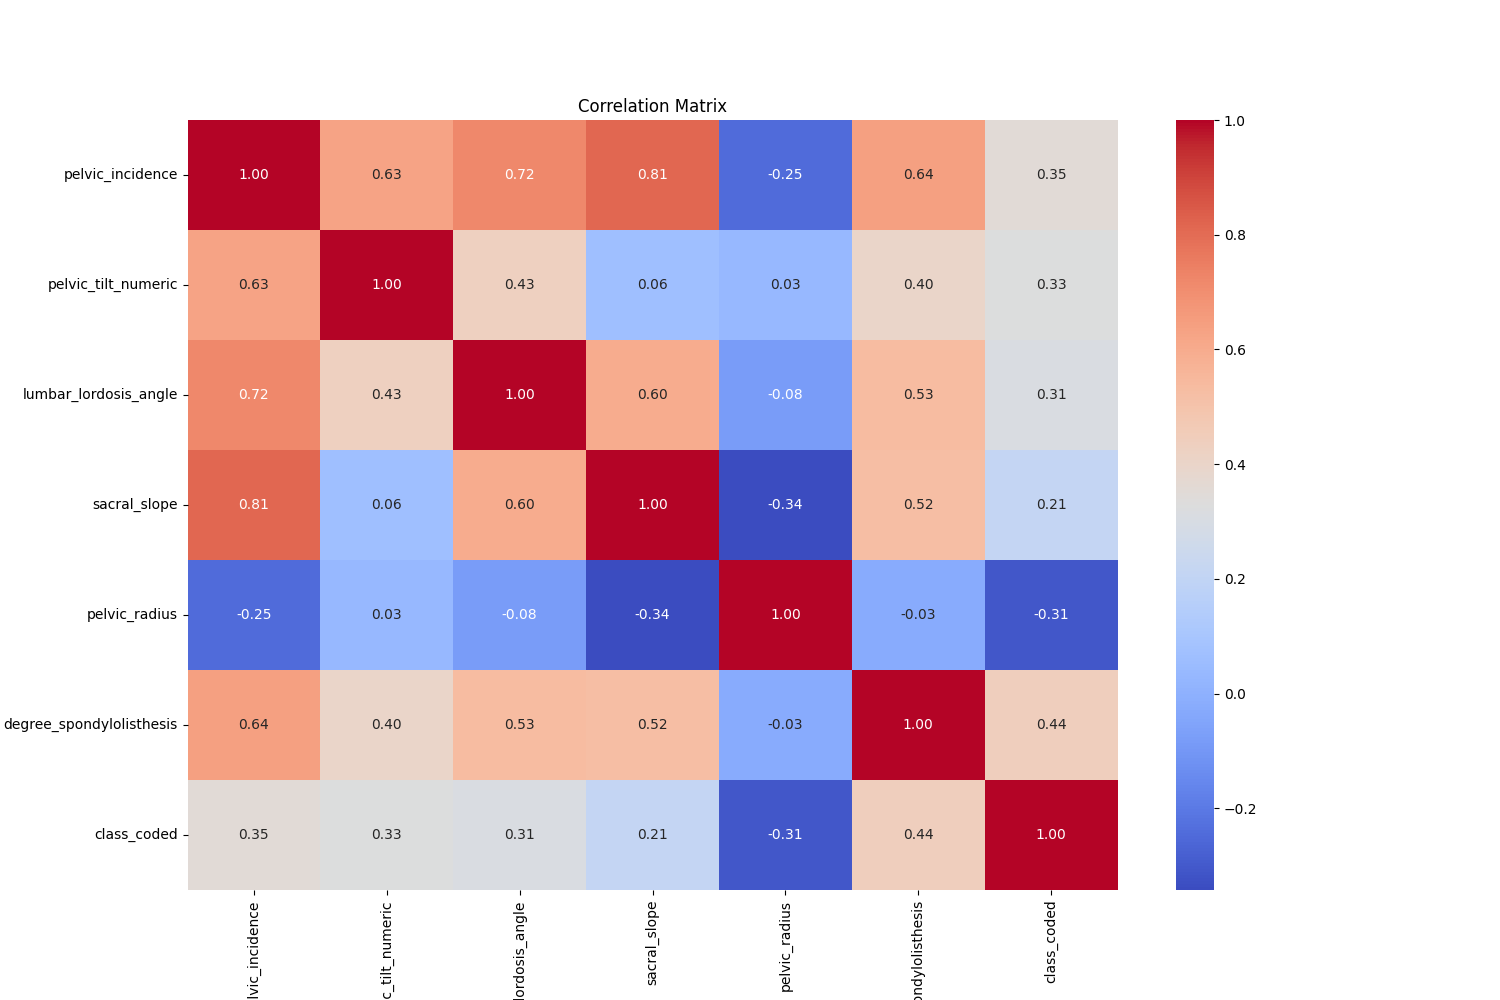 Correlation Matrix
pelvic_incidence 1.00 0.63 0.72 0.81 -0.25 0.64 0.35
pelvic_tilt_numeric 0.63 1.00 0.43 0.06 0.03 0.40 0.33
lumbar_lordosis_angle 0.72 0.43 1.00 0.60 -0.08 0.53 0.31
sacral_slope 0.81 0.06 0.60 1.00 -0.34 0.52 0.21
pelvic_radius -0.25 0.03 -0.08 -0.34 1.00 -0.03 -0.31
degree_spondylolisthesis 0.64 0.40 0.53 0.52 -0.03 1.00 0.44
class_coded 0.35 0.33 0.31 0.21 -0.31 0.44 1.00
lvic_incidence
c_tilt_numeric
lordosis_angle
sacral_slope
pelvic_radius
ondylolisthesis
class_coded
1.0
0.8
0.6
0.4
0.2
0.0
−0.2